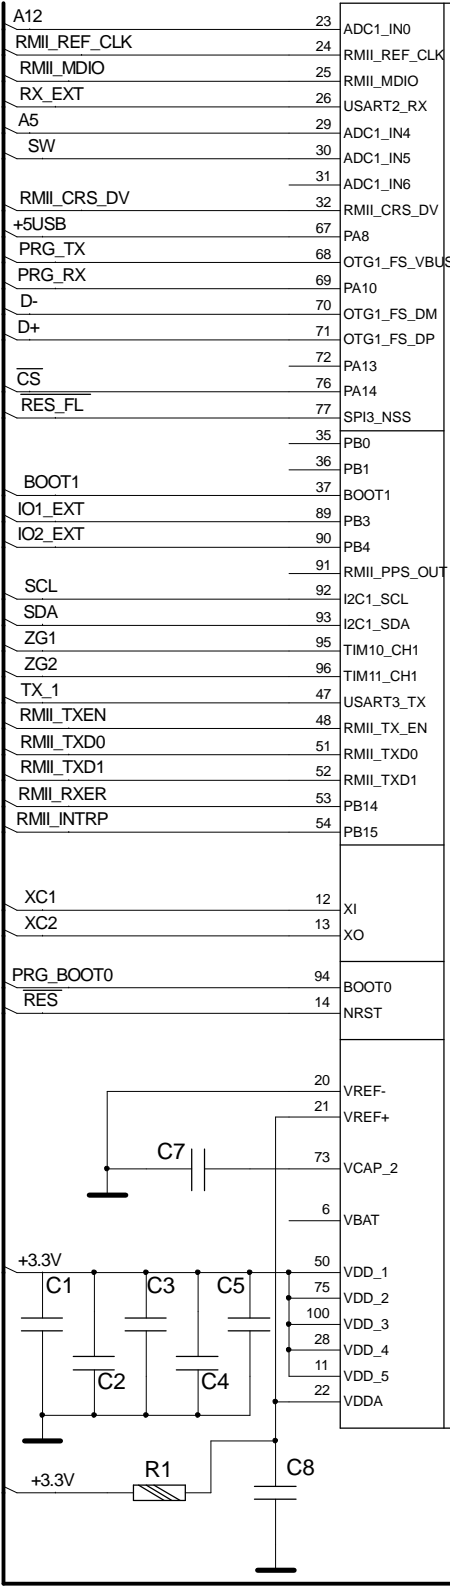 A12 23 ADC1_IN0
RMII_REF_CLK 24 RMII_REF_CLK
RMII_MDIO 25 RMII_MDIO
RX_EXT 26 USART2_RX
A5 29 ADC1_IN4
SW 30 ADC1_IN5
31 ADC1_IN6
RMII_CRS_DV 32 RMII_CRS_DV
+5USB 67 PA8
PRG_TX 68 OTG1_FS_VBUS
PRG_RX 69 PA10
D- 70 OTG1_FS_DM
D+ 71 OTG1_FS_DP
72 PA13
CS 76 PA14
RES_FL 77 SPI3_NSS
35 PB0
36 PB1
BOOT1 37 BOOT1
IO1_EXT 89 PB3
IO2_EXT 90 PB4
91 RMII_PPS_OUT
SCL 92 I2C1_SCL
SDA 93 I2C1_SDA
ZG1 95 TIM10_CH1
ZG2 96 TIM11_CH1
TX_1 47 USART3_TX
RMII_TXEN 48 RMII_TX_EN
RMII_TXD0 51 RMII_TXD0
RMII_TXD1 52 RMII_TXD1
RMII_RXER 53 PB14
RMII_INTRP 54 PB15
XC1 12 XI
XC2 13 XO
PRG_BOOT0 94 BOOT0
RES 14 NRST
20 VREF-
21 VREF+
C7 73 VCAP_2
6 VBAT
+3.3V 50 VDD_1
C1 C3 C5 75 VDD_2
100 VDD_3
28 VDD_4
C2 C4 11 VDD_5
22 VDDA
+3.3V R1 C8